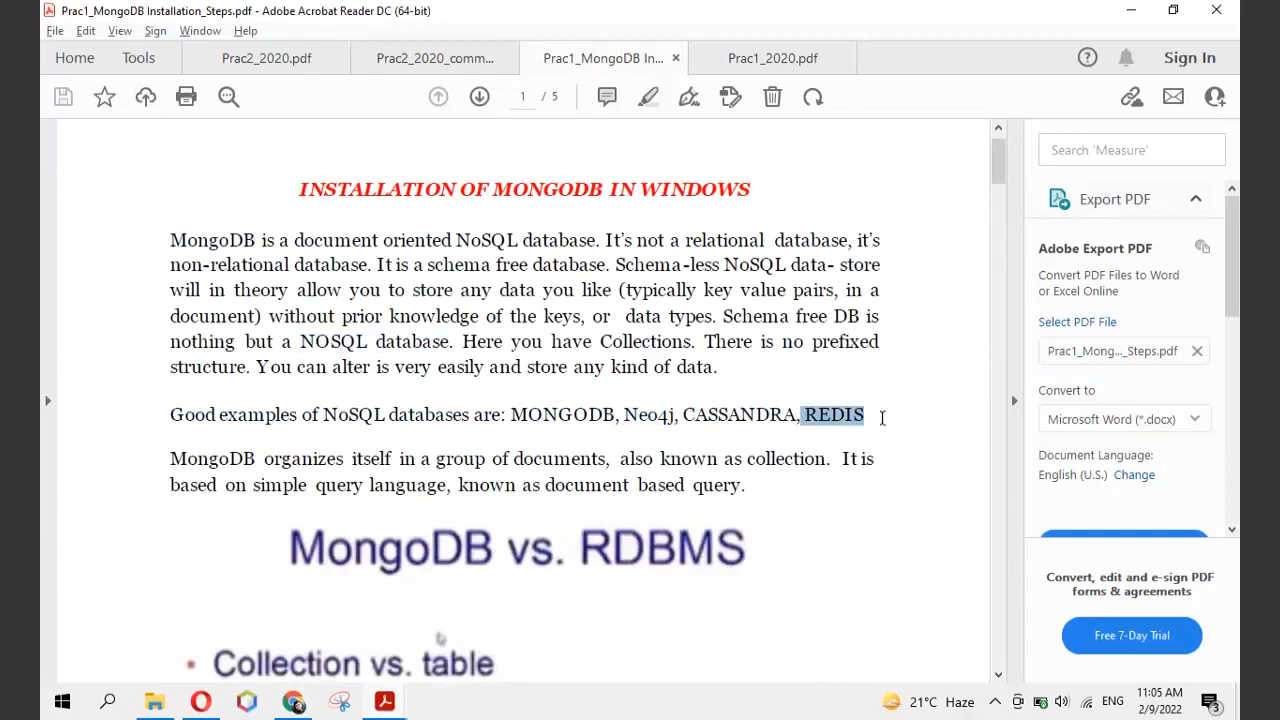 Prac1_MongoDB Installation_Steps.pdf - Adobe Acrobat Reader DC (64-bit)
File Edit View Sign Window Help
Home Tools Prac2_2020.pdf Prac2_2020_comm... Prac1_MongoDB In... Prac1_2020.pdf Sign In
1 / 5
INSTALLATION OF MONGODB IN WINDOWS
MongoDB is a document oriented NoSQL database. It's not a relational database, it's
non-relational database. It is a schema free database. Schema-less NoSQL data- store
will in theory allow you to store any data you like (typically key value pairs, in a
document) without prior knowledge of the keys, or data types. Schema free DB is
nothing but a NOSQL database. Here you have Collections. There is no prefixed
structure. You can alter is very easily and store any kind of data.
Good examples of NoSQL databases are: MONGODB, Neo4j, CASSANDRA, REDIS
MongoDB organizes itself in a group of documents, also known as collection. It is
based on simple query language, known as document based query.
MongoDB vs. RDBMS
• Collection vs. table
Search 'Measure'
Export PDF
Adobe Export PDF
Convert PDF Files to Word
or Excel Online
Select PDF File
Prac1_Mong..._Steps.pdf
Convert to
Microsoft Word (*.docx)
Document Language:
English (U.S.) Change
Convert, edit and e-sign PDF
forms & agreements
Free 7-Day Trial
21°C Haze
ENG
11:05 AM
2/9/2022
3